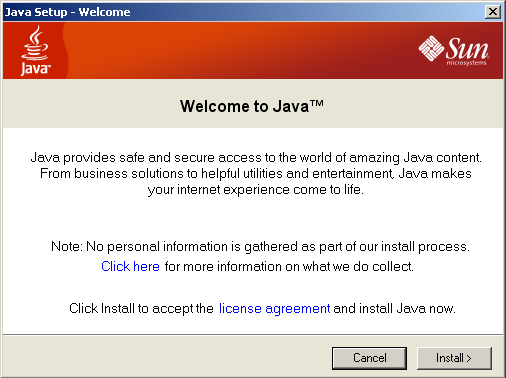 Java Setup - Welcome
Java
Sun
microsystems
Welcome to Java™
Java provides safe and secure access to the world of amazing Java content.
From business solutions to helpful utilities and entertainment, Java makes
your internet experience come to life.
Note: No personal information is gathered as part of our install process.
Click here for more information on what we do collect.
Click Install to accept the license agreement and install Java now.
Cancel
Install >